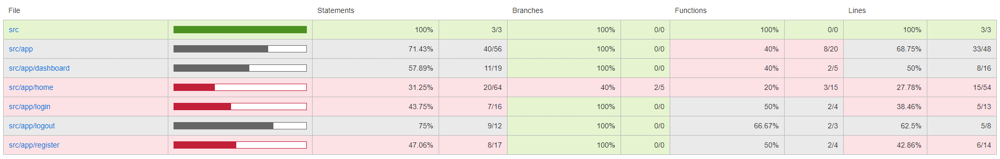 File Statements Branches Functions Lines
src 100% 3/3 100% 0/0 100% 0/0 100% 3/3
src/app 71.43% 40/56 100% 0/0 40% 8/20 68.75% 33/48
src/app/dashboard 57.89% 11/19 100% 0/0 40% 2/5 50% 8/16
src/app/home 31.25% 20/64 40% 2/5 20% 3/15 27.78% 15/54
src/app/login 43.75% 7/16 100% 0/0 50% 2/4 38.46% 5/13
src/app/logout 75% 9/12 100% 0/0 66.67% 2/3 62.5% 5/8
src/app/register 47.06% 8/17 100% 0/0 50% 2/4 42.86% 6/14